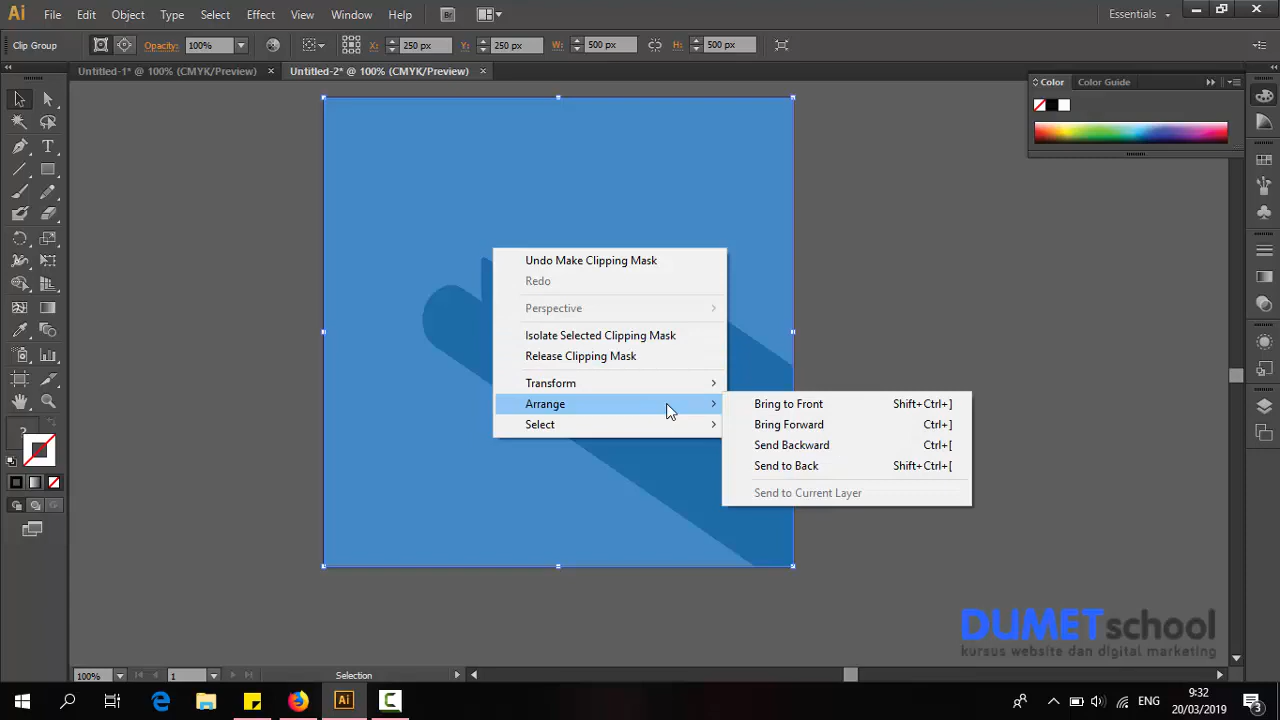 Ai File Edit Object Type Select Effect View Window Help Br Essentials
Clip Group Opacity: 100% X: 250 px Y: 250 px W: 500 px H: 500 px
Untitled-1* @ 100% (CMYK/Preview) × Untitled-2* @ 100% (CMYK/Preview) ×
Color Color Guide
Undo Make Clipping Mask
Redo
Perspective
Isolate Selected Clipping Mask
Release Clipping Mask
Transform
Arrange
Select
Bring to Front Shift+Ctrl+]
Bring Forward Ctrl+]
Send Backward Ctrl+[
Send to Back Shift+Ctrl+[
Send to Current Layer
?
DUMETschool
kursus website dan digital marketing
100% 1 Selection
Ai ENG 9:32
20/03/2019 3